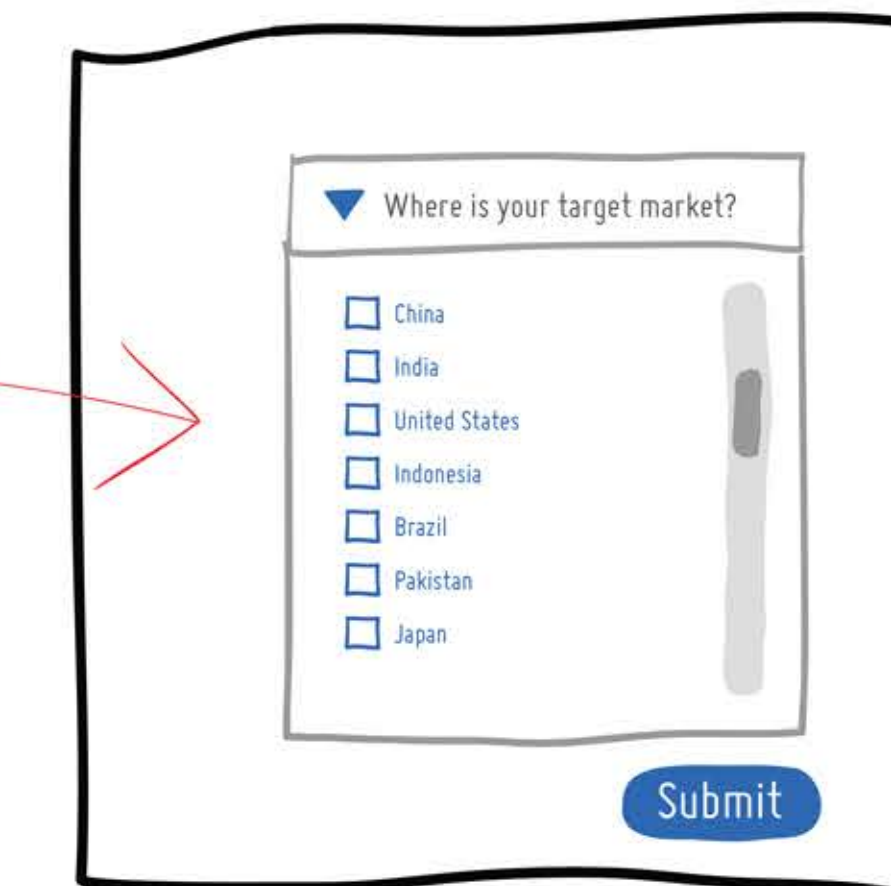 Where is your target market?
China
India
United States
Indonesia
Brazil
Pakistan
Japan
Submit